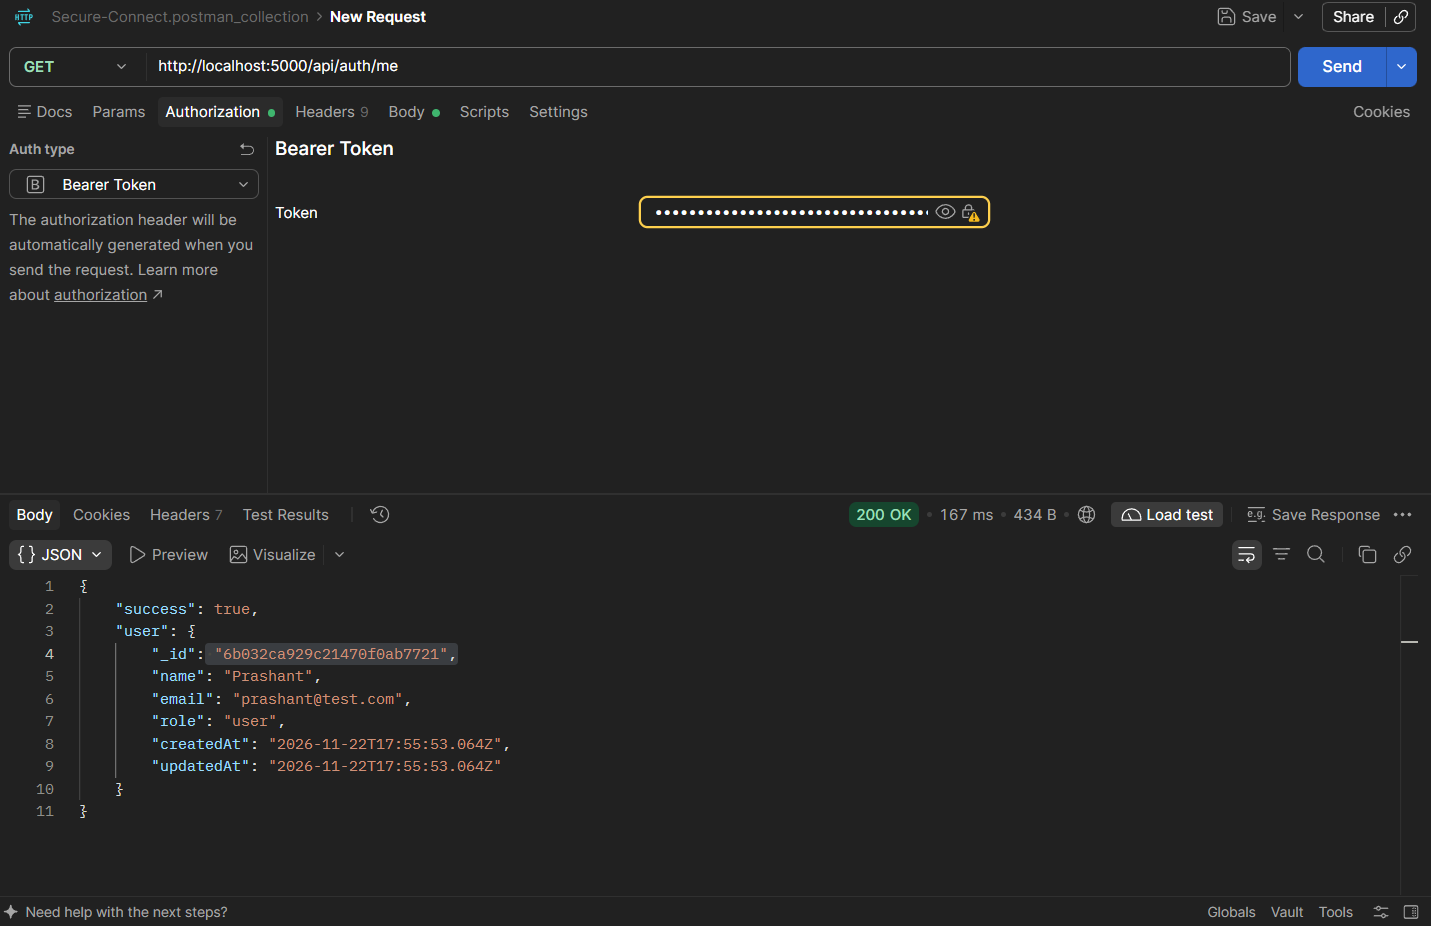 HTTP Secure-Connect.postman_collection > New Request Save Share
GET http://localhost:5000/api/auth/me Send
Docs Params Authorization Headers 9 Body Scripts Settings Cookies
Auth type
B Bearer Token
The authorization header will be
automatically generated when you
send the request. Learn more
about authorization ↗
Bearer Token
Token ••••••••••••••••••••••••••••••••
Body Cookies Headers 7 Test Results 200 OK • 167 ms • 434 B • Load test e.g. Save Response •••
{} JSON Preview Visualize
1 {
2 "success": true,
3 "user": {
4 "_id": "6b032ca929c21470f0ab7721",
5 "name": "Prashant",
6 "email": "prashant@test.com",
7 "role": "user",
8 "createdAt": "2026-11-22T17:55:53.064Z",
9 "updatedAt": "2026-11-22T17:55:53.064Z"
10 }
11 }
Need help with the next steps? Globals Vault Tools